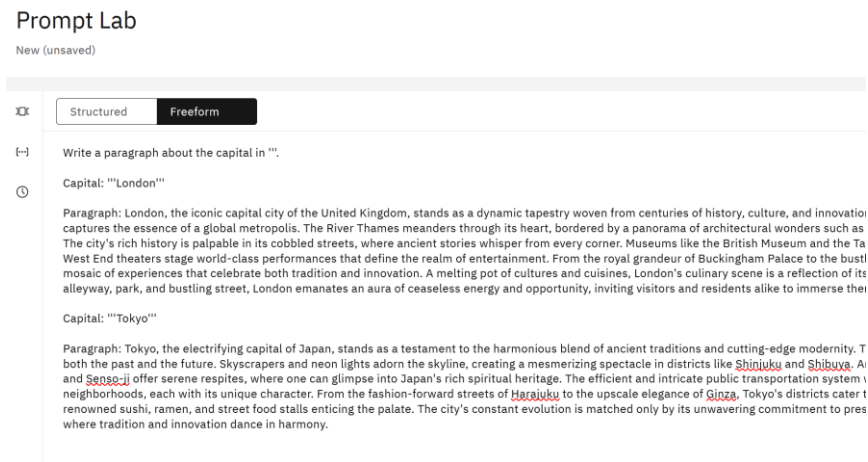 Prompt Lab
New (unsaved)
Structured Freeform
Write a paragraph about the capital in '''.
Capital: '''London'''
Paragraph: London, the iconic capital city of the United Kingdom, stands as a dynamic tapestry woven from centuries of history, culture, and innovation
captures the essence of a global metropolis. The River Thames meanders through its heart, bordered by a panorama of architectural wonders such as
The city's rich history is palpable in its cobbled streets, where ancient stories whisper from every corner. Museums like the British Museum and the Ta
West End theaters stage world-class performances that define the realm of entertainment. From the royal grandeur of Buckingham Palace to the bustl
mosaic of experiences that celebrate both tradition and innovation. A melting pot of cultures and cuisines, London's culinary scene is a reflection of its
alleyway, park, and bustling street, London emanates an aura of ceaseless energy and opportunity, inviting visitors and residents alike to immerse the
Capital: '''Tokyo'''
Paragraph: Tokyo, the electrifying capital of Japan, stands as a testament to the harmonious blend of ancient traditions and cutting-edge modernity. T
both the past and the future. Skyscrapers and neon lights adorn the skyline, creating a mesmerizing spectacle in districts like Shinjuku and Shibuya. A
and Senso-ji offer serene respites, where one can glimpse into Japan's rich spiritual heritage. The efficient and intricate public transportation system
neighborhoods, each with its unique character. From the fashion-forward streets of Harajuku to the upscale elegance of Ginza, Tokyo's districts cater
renowned sushi, ramen, and street food stalls enticing the palate. The city's constant evolution is matched only by its unwavering commitment to pres
where tradition and innovation dance in harmony.